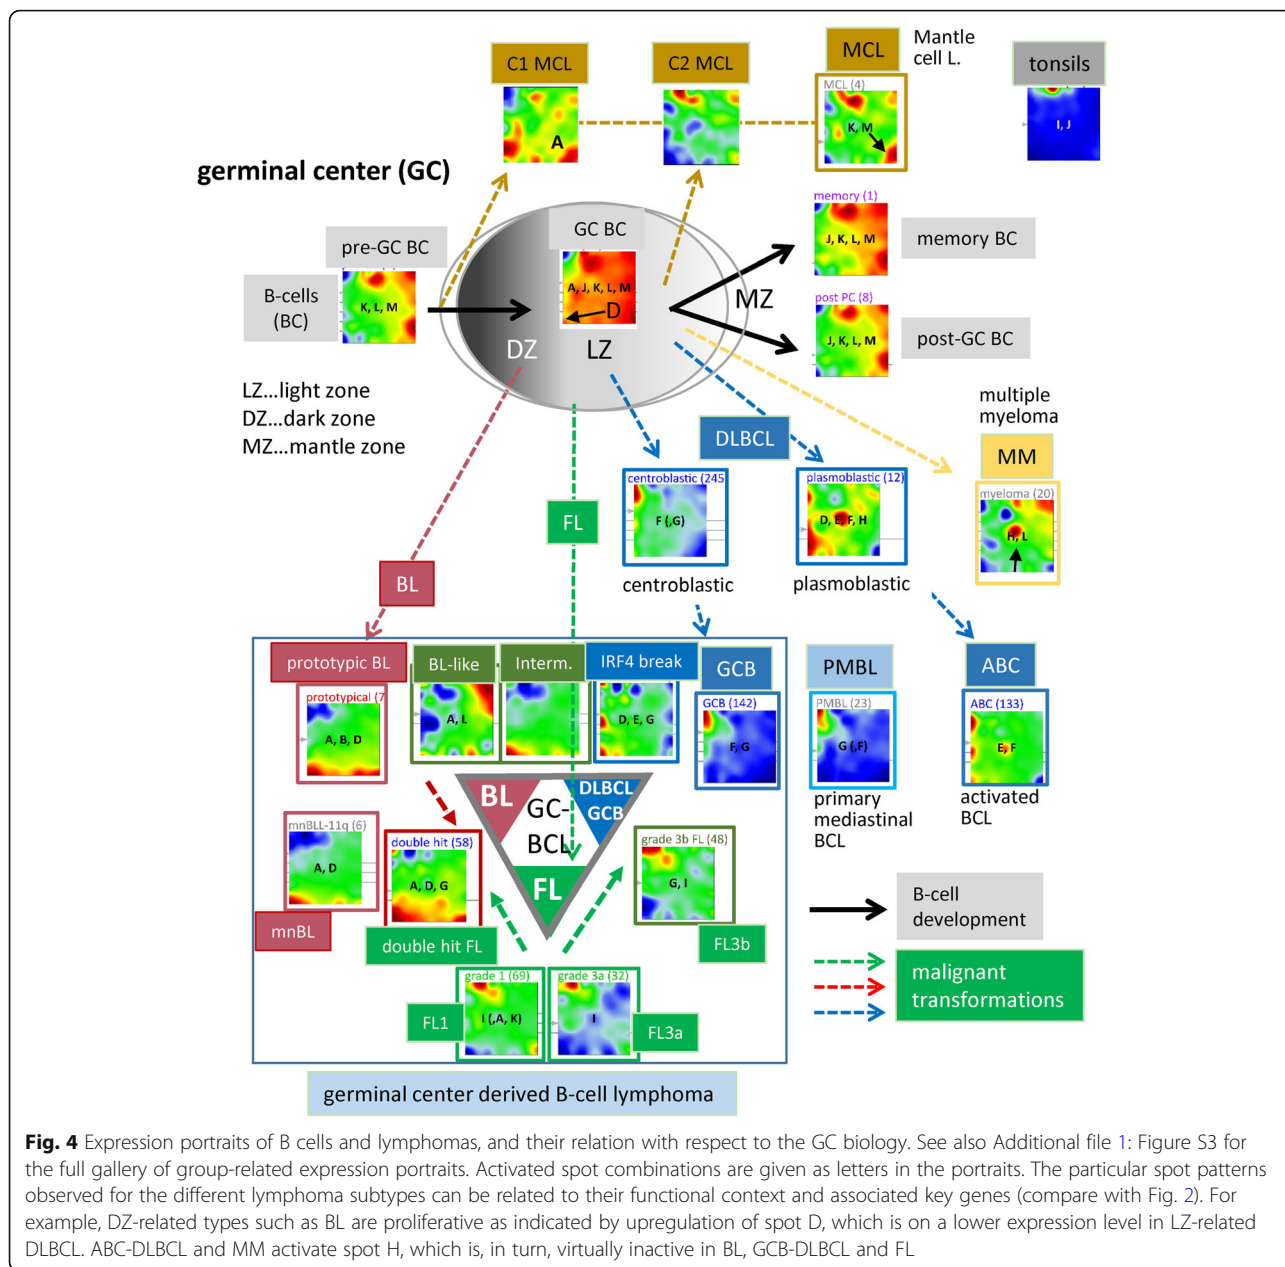 C1 MCL
C2 MCL
MCL
Mantle
cell L.
tonsils
MCL (4)
K, M
A
I, J
germinal center (GC)
memory (1)
J, K, L, M
memory BC
pre-GC BC
GC BC
A, J, K, L, M
D
B-cells
(BC)
K, L, M
MZ
post PC (8)
J, K, L, M
post-GC BC
DZ
LZ
LZ...light zone
DZ...dark zone
MZ...mantle zone
multiple
myeloma
DLBCL
MM
centroblastic (245
F (,G)
plasmoblastic (12)
D, E, F, H
myeloma (20)
H, L
FL
BL
centroblastic
plasmoblastic
prototypic BL
BL-like
Interm.
IRF4 break
GCB
PMBL
ABC
prototypical (7
A, B, D
A, L
D, E, G
GCB (142)
F, G
PMBL (23)
G (,F)
ABC (133)
E, F
BL
GC-
BCL
DLBCL
GCB
FL
primary
mediastinal
BCL
activated
BCL
mnBLL-11q (6)
A, D
double hit (58)
A, D, G
grade 3b FL (48)
G, I
mnBL
double hit FL
FL3b
grade 1 (69)
I (,A, K)
grade 3a (32)
I
FL1
FL3a
B-cell
development
malignant
transformations
germinal center derived B-cell lymphoma
Fig. 4 Expression portraits of B cells and lymphomas, and their relation with respect to the GC biology. See also Additional file 1: Figure S3 for
the full gallery of group-related expression portraits. Activated spot combinations are given as letters in the portraits. The particular spot patterns
observed for the different lymphoma subtypes can be related to their functional context and associated key genes (compare with Fig. 2). For
example, DZ-related types such as BL are proliferative as indicated by upregulation of spot D, which is on a lower expression level in LZ-related
DLBCL. ABC-DLBCL and MM activate spot H, which is, in turn, virtually inactive in BL, GCB-DLBCL and FL